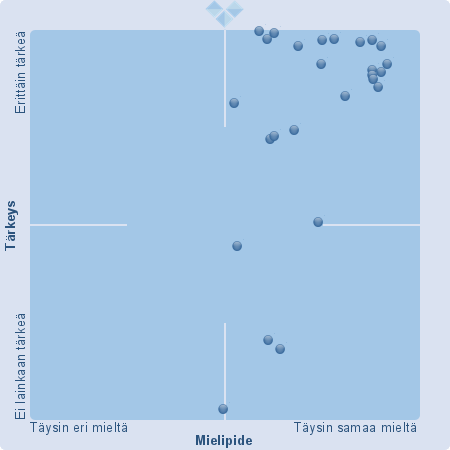 Erittäin tärkeä
Tärkeys
Ei lainkaan tärkeä
Täysin eri mieltä
Täysin samaa mieltä
Mielipide